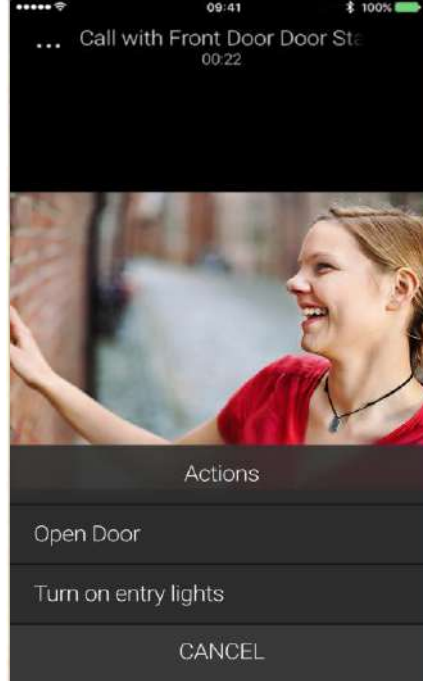 09:41
100%
... Call with Front Door Door Sta
00:22
Actions
Open Door
Turn on entry lights
CANCEL